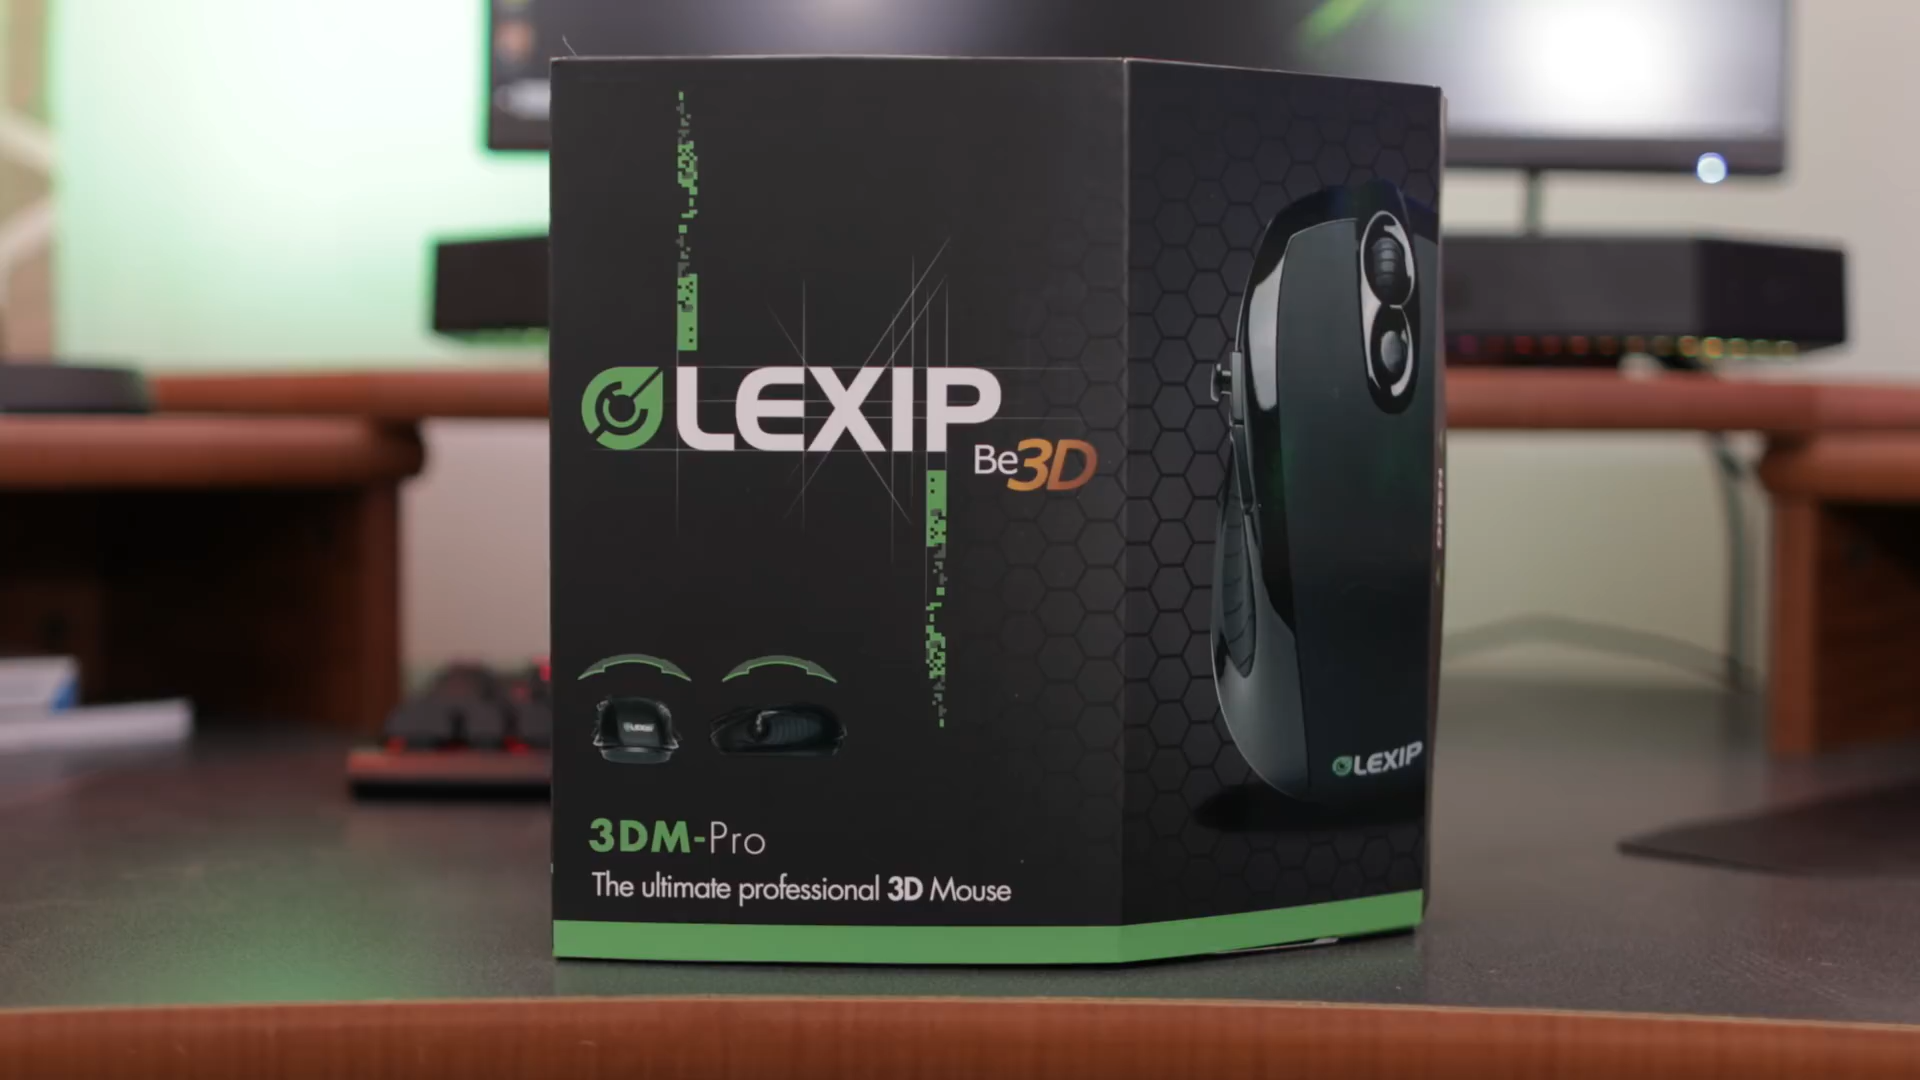 LEXIP
Be3D
LEXIP
3DM-Pro
The ultimate professional 3D Mouse
LEXIP